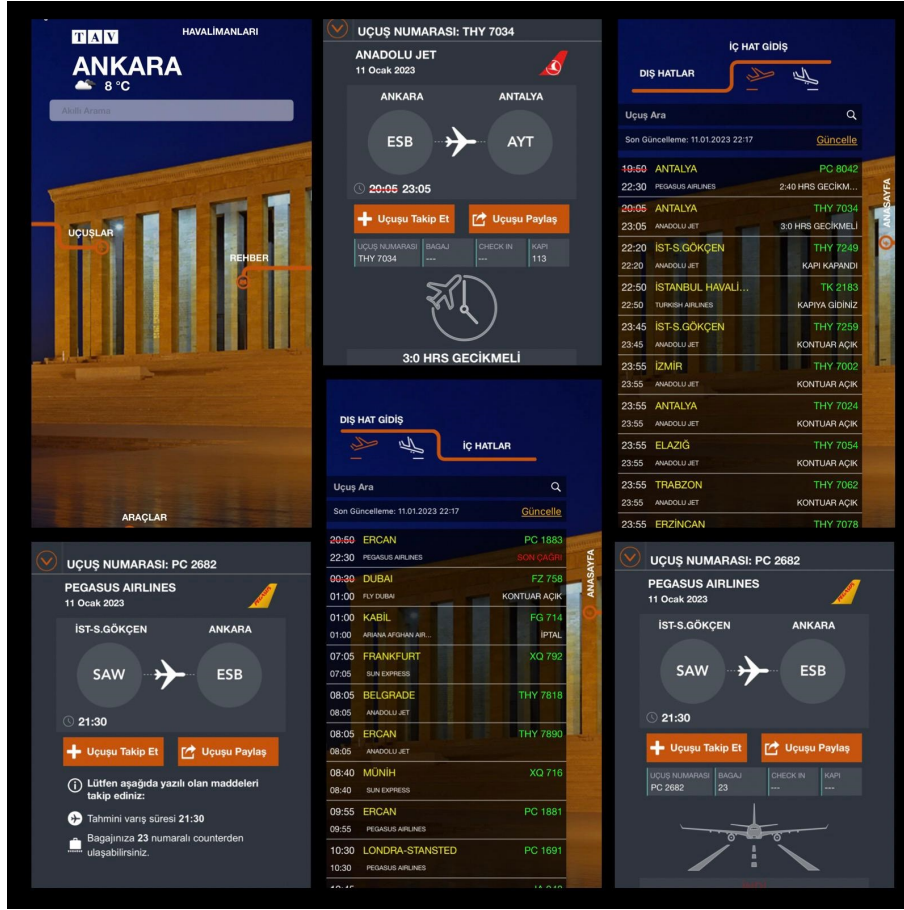 TAV
HAVALİMANLARI
ANKARA
8 °C
Akıllı Arama
UÇUŞLAR
REHBER
ARAÇLAR
UÇUŞ NUMARASI: THY 7034
ANADOLU JET
11 Ocak 2023
ANKARA ANTALYA
ESB AYT
20:05 23:05
Uçuşu Takip Et Uçuşu Paylaş
UÇUŞ NUMARASI BAGAJ CHECK IN KAPI
THY 7034 --- --- 113
3:0 HRS GECİKMELİ
İÇ HAT GİDİŞ
DIŞ HATLAR
Uçuş Ara
Son Güncelleme: 11.01.2023 22:17 Güncelle
19:50 ANTALYA PC 8042
22:30 PEGASUS AIRLINES 2:40 HRS GECİKM...
20:05 ANTALYA THY 7034
23:05 ANADOLU JET 3:0 HRS GECİKMELİ
22:20 İST-S.GÖKÇEN THY 7249
22:20 ANADOLU JET KAPI KAPANDI
22:50 İSTANBUL HAVALİ... TK 2183
22:50 TURKISH AIRLINES KAPIYA GİDİNİZ
23:45 İST-S.GÖKÇEN THY 7259
23:45 ANADOLU JET KONTUAR AÇIK
23:55 İZMİR THY 7002
23:55 ANADOLU JET KONTUAR AÇIK
23:55 ANTALYA THY 7024
23:55 ANADOLU JET KONTUAR AÇIK
23:55 ELAZIĞ THY 7054
23:55 ANADOLU JET KONTUAR AÇIK
23:55 TRABZON THY 7062
23:55 ANADOLU JET KONTUAR AÇIK
23:55 ERZİNCAN THY 7078
ANASAYFA
UÇUŞ NUMARASI: PC 2682
PEGASUS AIRLINES
11 Ocak 2023
İST-S.GÖKÇEN ANKARA
SAW ESB
21:30
Uçuşu Takip Et Uçuşu Paylaş
Lütfen aşağıda yazılı olan maddeleri
takip ediniz:
Tahmini varış süresi 21:30
Bagajınıza 23 numaralı counterden
ulaşabilirsiniz.
DIŞ HAT GİDİŞ
İÇ HATLAR
Uçuş Ara
Son Güncelleme: 11.01.2023 22:17 Güncelle
20:50 ERCAN PC 1883
22:30 PEGASUS AIRLINES SON ÇAĞRI
00:30 DUBAI FZ 758
01:00 FLY DUBAI KONTUAR AÇIK
01:00 KABİL FG 714
01:00 ARIANA AFGHAN AIR... İPTAL
07:05 FRANKFURT XQ 792
07:05 SUN EXPRESS
08:05 BELGRADE THY 7818
08:05 ANADOLU JET
08:05 ERCAN THY 7890
08:05 ANADOLU JET
08:40 MÜNİH XQ 716
08:40 SUN EXPRESS
09:55 ERCAN PC 1881
09:55 PEGASUS AIRLINES
10:30 LONDRA-STANSTED PC 1691
10:30 PEGASUS AIRLINES
ANASAYFA
UÇUŞ NUMARASI: PC 2682
PEGASUS AIRLINES
11 Ocak 2023
İST-S.GÖKÇEN ANKARA
SAW ESB
21:30
Uçuşu Takip Et Uçuşu Paylaş
UÇUŞ NUMARASI BAGAJ CHECK IN KAPI
PC 2682 23 --- ---